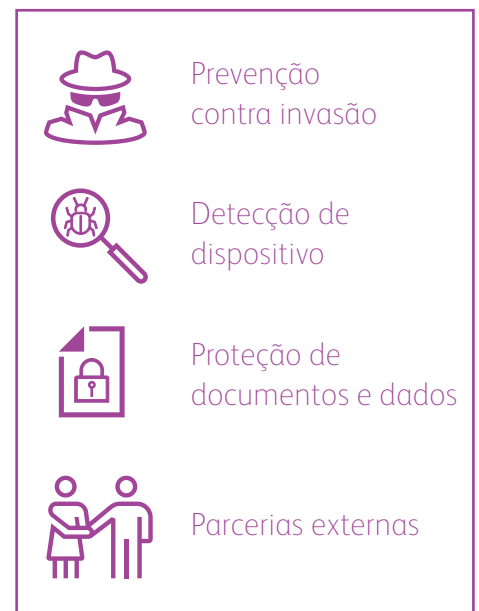 Prevenção
contra invasão
Detecção de
dispositivo
Proteção de
documentos e dados
Parcerias externas